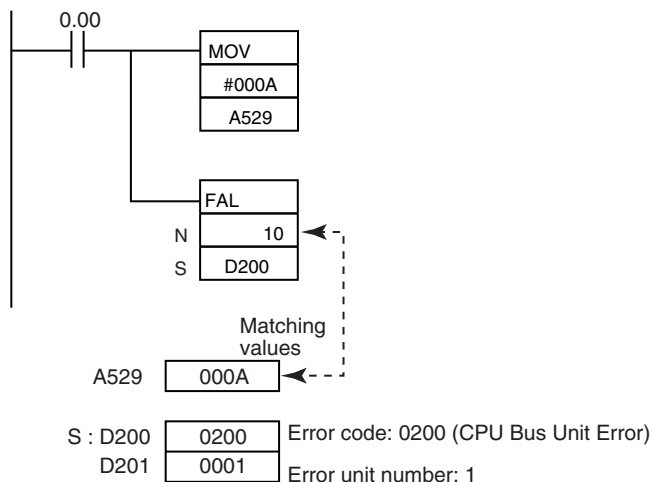 0.00
MOV
#000A
A529
FAL
N 10
S D200
Matching
values
A529 000A
S : D200 0200 Error code: 0200 (CPU Bus Unit Error)
D201 0001 Error unit number: 1